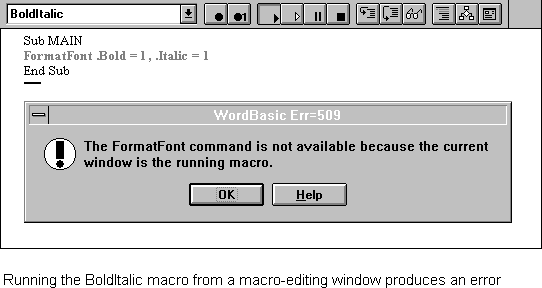 BoldItalic
Sub MAIN
FormatFont .Bold = 1, .Italic = 1
End Sub
WordBasic Err=509
The FormatFont command is not available because the current
window is the running macro.
OK Help
Running the BoldItalic macro from a macro-editing window produces an error